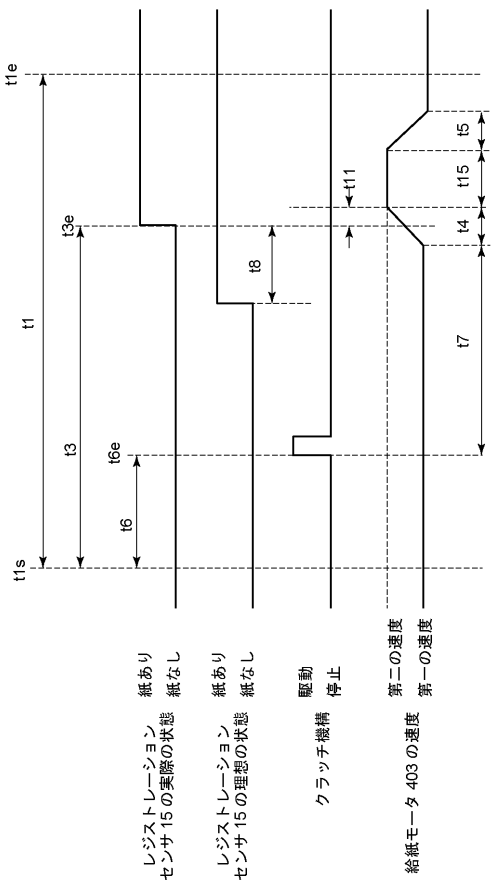 t1s
t1e
t1
t3
t3e
t6
t6e
t8
t11
t7
t4
t15
t5
レジストレーション
センサ 15 の実際の状態
紙あり
紙なし
レジストレーション
センサ 15 の理想の状態
紙あり
紙なし
クラッチ機構
駆動
停止
給紙モータ 403 の速度
第二の速度
第一の速度